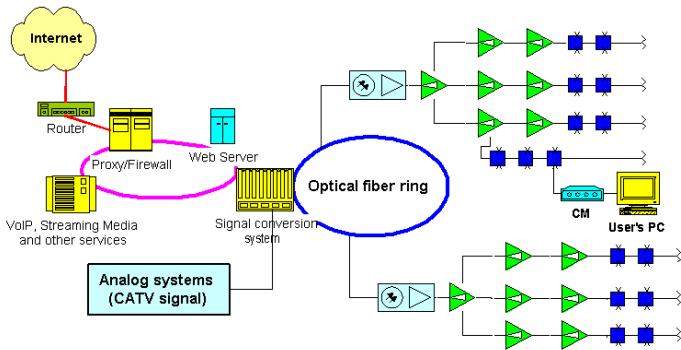 Internet
Router
Proxy/Firewall
Web Server
VoIP, Streaming Media
and other services
Signal conversion
system
Optical fiber ring
Analog systems
(CATV signal)
CM
User's PC